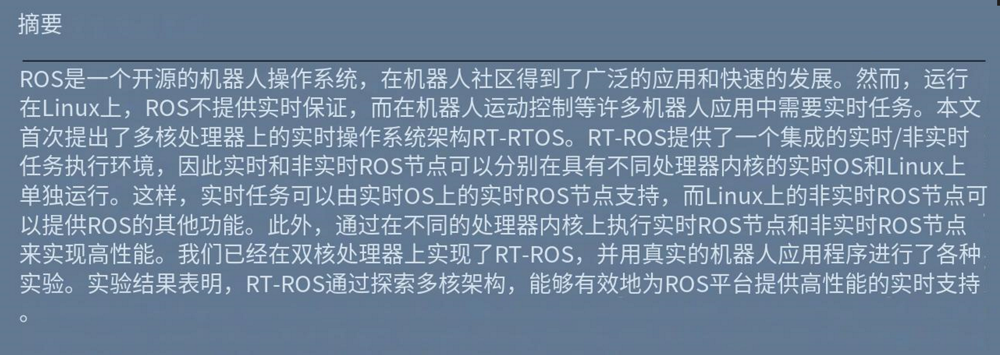 摘要
ROS是一个开源的机器人操作系统，在机器人社区得到了广泛的应用和快速的发展。然而，运行
在Linux上，ROS不提供实时保证，而在机器人运动控制等许多机器人应用中需要实时任务。本文
首次提出了多核处理器上的实时操作系统架构RT-RTOS。RT-ROS提供了一个集成的实时/非实时
任务执行环境，因此实时和非实时ROS节点可以分别在具有不同处理器内核的实时OS和Linux上
单独运行。这样，实时任务可以由实时OS上的实时ROS节点支持，而Linux上的非实时ROS节点可
以提供ROS的其他功能。此外，通过在不同的处理器内核上执行实时ROS节点和非实时ROS节点
来实现高性能。我们已经在双核处理器上实现了RT-ROS，并用真实的机器人应用程序进行了各种
实验。实验结果表明，RT-ROS通过探索多核架构，能够有效地为ROS平台提供高性能的实时支持
。